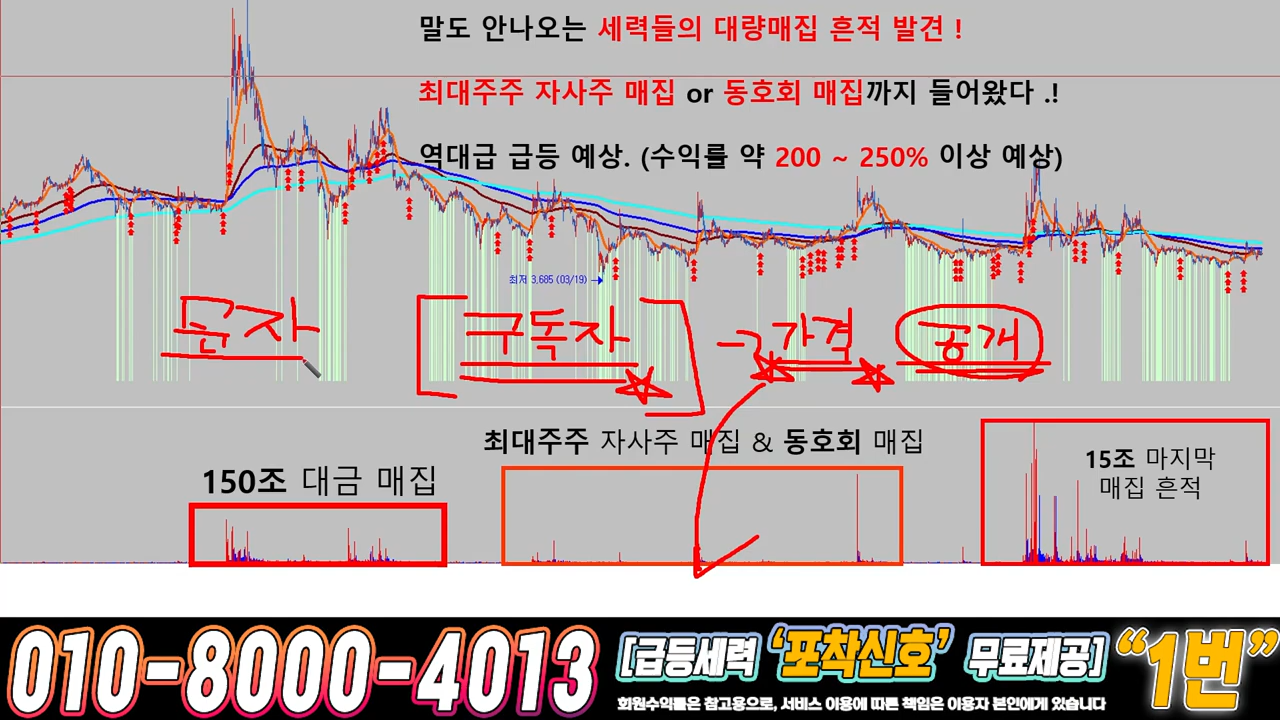 말도 안나오는 세력들의 대량매집 흔적 발견 !
최대주주 자사주 매집 or 동호회 매집까지 들어왔다 .!
역대급 급등 예상. (수익률 약 200 ~ 250% 이상 예상)
최저 3,685 (03/19)
문자 구독자 가격 공개
최대주주 자사주 매집 & 동호회 매집
150조 대금 매집
15조 마지막
매집 흔적
010-8000-4013 [급등세력 '포착신호' 무료제공] "1번"
회원수익률은 참고용으로, 서비스 이용에 따른 책임은 이용자 본인에게 있습니다